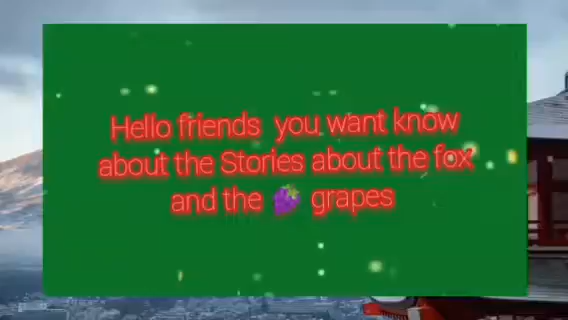 Hello friends  you want know
about the Stories about the fox
and the 🍇 grapes